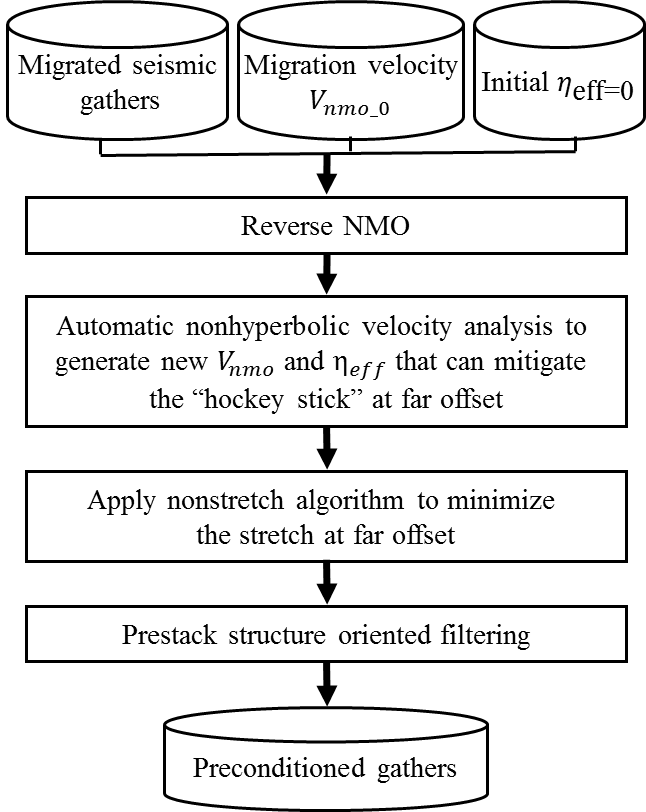 Migrated seismic
gathers
Migration velocity
V_nmo_0
Initial η_eff=0
Reverse NMO
Automatic nonhyperbolic velocity analysis to
generate new V_nmo and η_eff that can mitigate
the “hockey stick” at far offset
Apply nonstretch algorithm to minimize
the stretch at far offset
Prestack structure oriented filtering
Preconditioned gathers